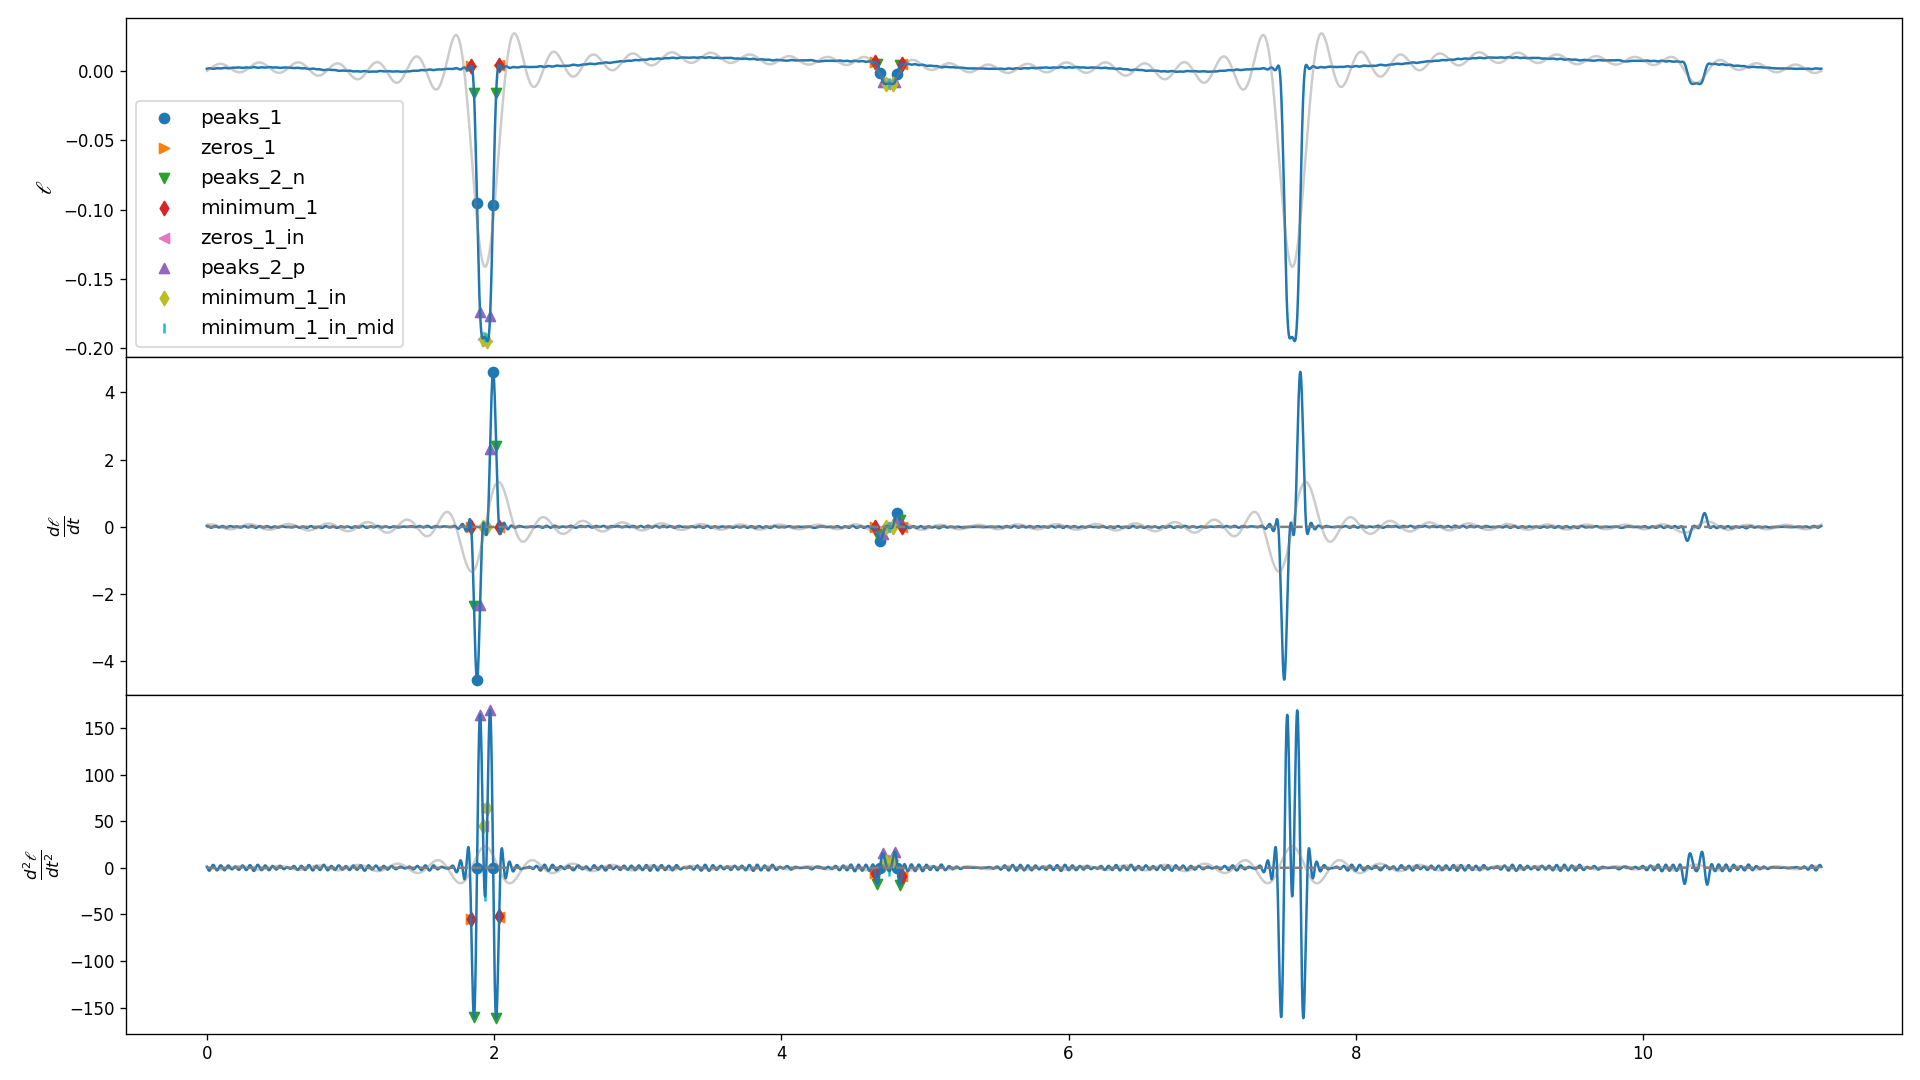 0.00
−0.05
−0.10
−0.15
−0.20
ℓ
peaks_1
zeros_1
peaks_2_n
minimum_1
zeros_1_in
peaks_2_p
minimum_1_in
minimum_1_in_mid
4
2
0
−2
−4
dℓ
dt
150
100
50
0
−50
−100
−150
d²ℓ
dt²
0 2 4 6 8 10